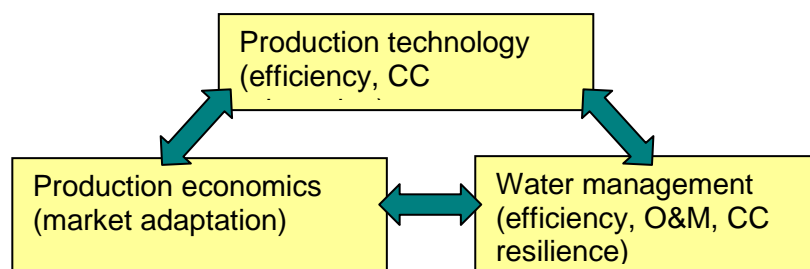 Production technology
(efficiency, CC
Production economics
(market adaptation)
Water management
(efficiency, O&M, CC
resilience)